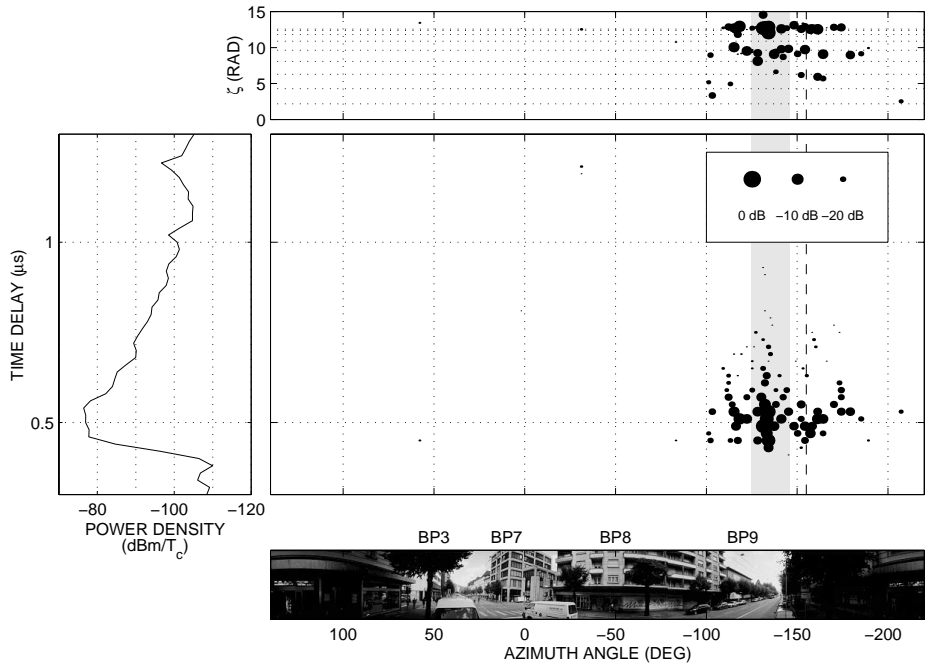 15
10
5
0
ζ (RAD)
1
0.5
TIME DELAY (μs)
−80 −100 −120
POWER DENSITY
(dBm/Tc)
0 dB −10 dB −20 dB
BP3 BP7 BP8 BP9
100 50 0 −50 −100 −150 −200
AZIMUTH ANGLE (DEG)